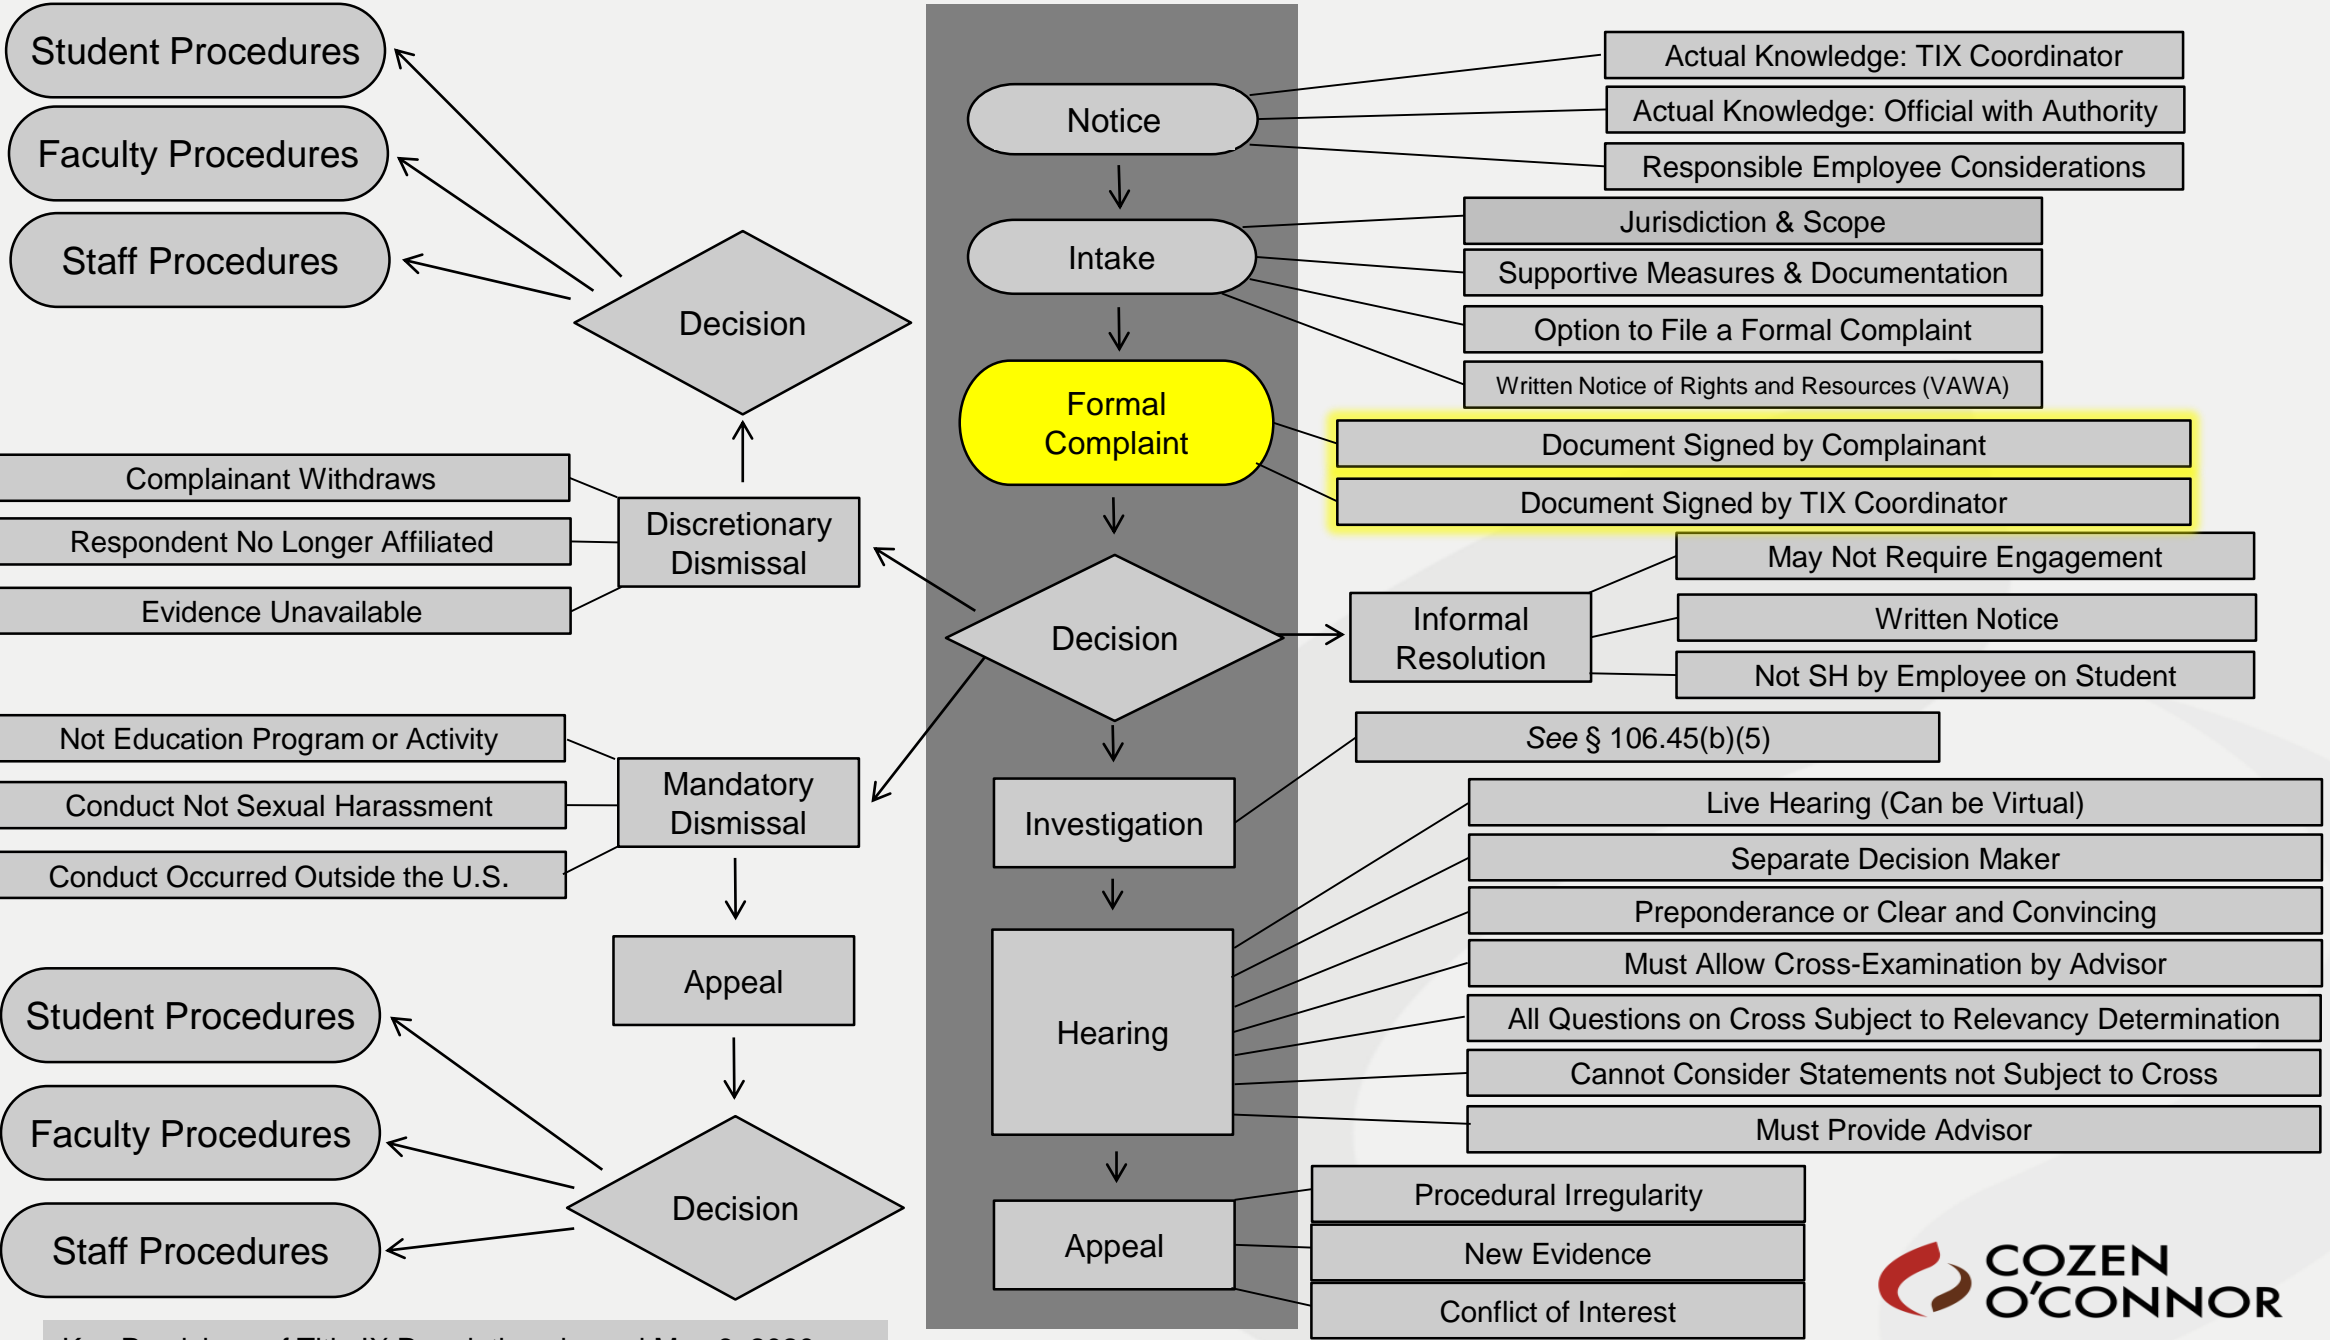 Student Procedures
Faculty Procedures
Staff Procedures
Decision
Complainant Withdraws
Respondent No Longer Affiliated
Evidence Unavailable
Discretionary
Dismissal
Not Education Program or Activity
Conduct Not Sexual Harassment
Conduct Occurred Outside the U.S.
Mandatory
Dismissal
Appeal
Student Procedures
Faculty Procedures
Staff Procedures
Decision
Notice
Actual Knowledge: TIX Coordinator
Actual Knowledge: Official with Authority
Responsible Employee Considerations
Intake
Jurisdiction & Scope
Supportive Measures & Documentation
Option to File a Formal Complaint
Written Notice of Rights and Resources (VAWA)
Formal
Complaint
Document Signed by Complainant
Document Signed by TIX Coordinator
Decision
Informal
Resolution
May Not Require Engagement
Written Notice
Not SH by Employee on Student
Investigation
See § 106.45(b)(5)
Hearing
Live Hearing (Can be Virtual)
Separate Decision Maker
Preponderance or Clear and Convincing
Must Allow Cross-Examination by Advisor
All Questions on Cross Subject to Relevancy Determination
Cannot Consider Statements not Subject to Cross
Must Provide Advisor
Appeal
Procedural Irregularity
New Evidence
Conflict of Interest
COZEN
O'CONNOR